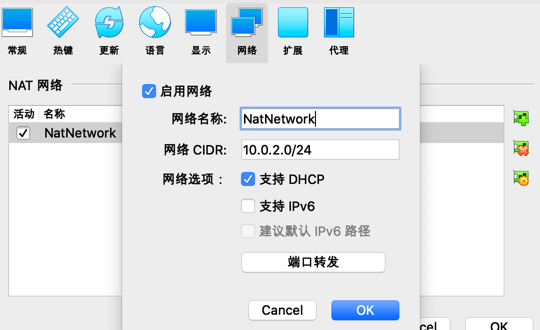 常规 热键 更新 语言 显示 网络 扩展 代理
NAT 网络
活动 名称
NatNetwork
启用网络
网络名称: NatNetwork
网络 CIDR: 10.0.2.0/24
网络选项: 支持 DHCP
支持 IPv6
建议默认 IPv6 路径
端口转发
Cancel OK
cel OK